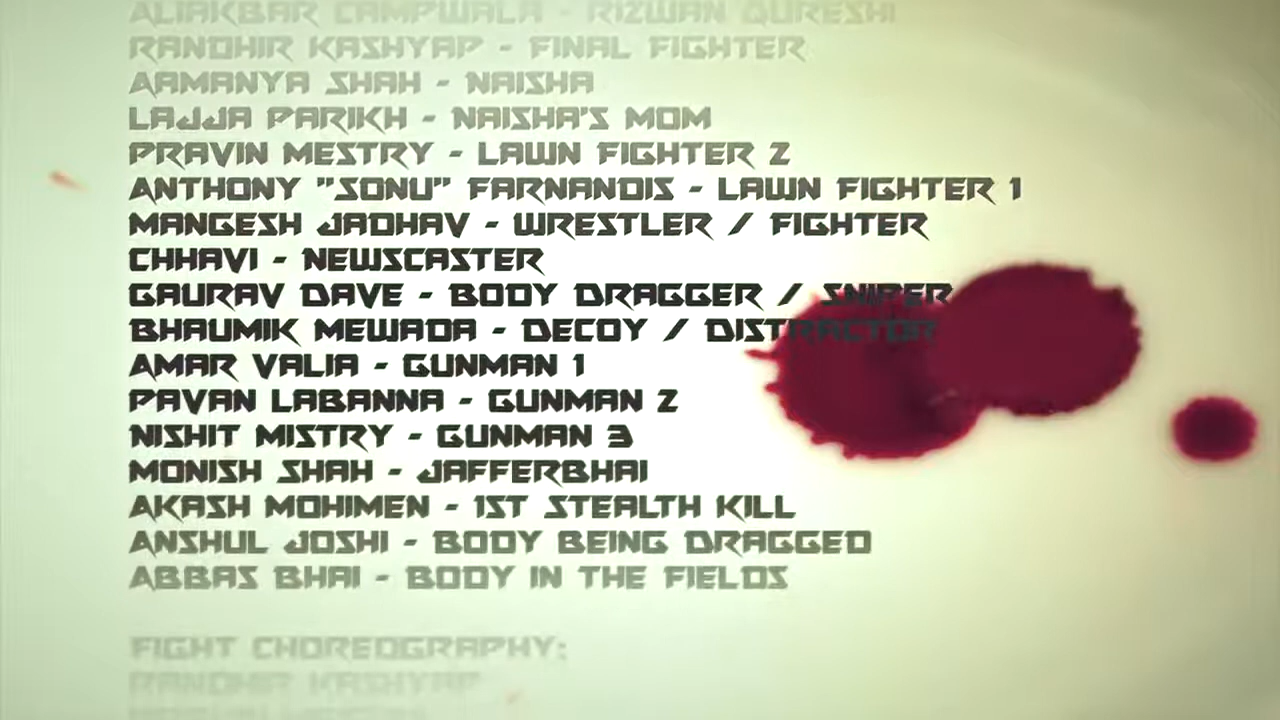 ALIAKBAR CAMPWALA - RIZWAN QURESHI
RANDHIR KASHYAP - FINAL FIGHTER
AARMANYA SHAH - NAISHA
LAJJA PARIKH - NAISHA'S MOM
PRAVIN MESTRY - LAWN FIGHTER 2
ANTHONY "SONU" FARNANDIS - LAWN FIGHTER 1
MANGESH JADHAV - WRESTLER / FIGHTER
CHHAVI - NEWSCASTER
GAURAV DAVE - BODY DRAGGER / SNIPER
BHAUMIK MEWADA - DECOY / DISTRACTOR
AMAR VALIA - GUNMAN 1
PAVAN LABANNA - GUNMAN 2
NISHIT MISTRY - GUNMAN 3
MONISH SHAH - JAFFERBHAI
AKASH MOHIMEN - 1ST STEALTH KILL
ANSHUL JOSHI - BODY BEING DRAGGED
ABBAS BHAI - BODY IN THE FIELDS
FIGHT CHOREOGRAPHY:
RANDHIR KASHYAP